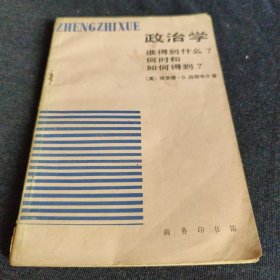 ZHENGZHIXUE
政治学
谁得到什么?
何时和
如何得到?
〔美〕哈罗德·D.拉斯韦尔 著
商务印书馆